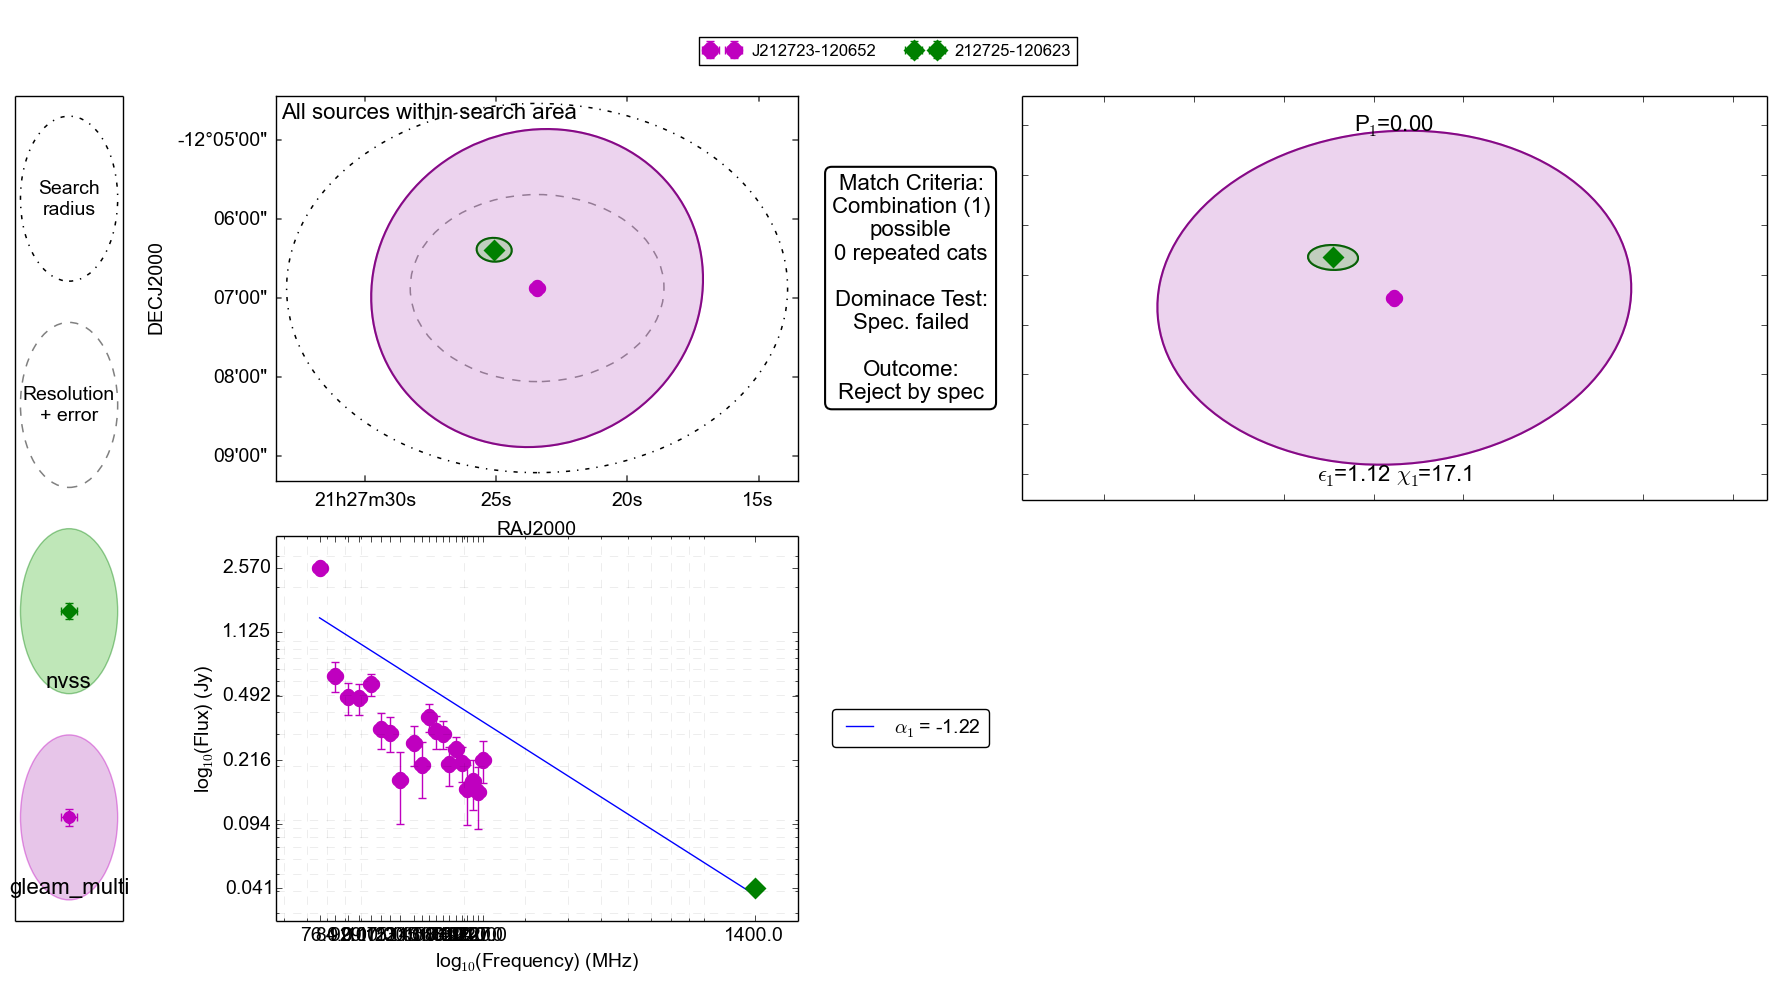 J212723-120652 212725-120623
Search
radius
Resolution
+ error
nvss
gleam_multi
All sources within search area
DECJ2000
-12°05'00"
06'00"
07'00"
08'00"
09'00"
21h27m30s 25s 20s 15s
RAJ2000
Match Criteria:
Combination (1)
possible
0 repeated cats
Dominace Test:
Spec. failed
Outcome:
Reject by spec
P₁=0.00
ϵ₁=1.12 χ₁=17.1
log₁₀(Flux) (Jy)
2.570
1.125
0.492
0.216
0.094
0.041
1400.0
log₁₀(Frequency) (MHz)
α₁ = -1.22